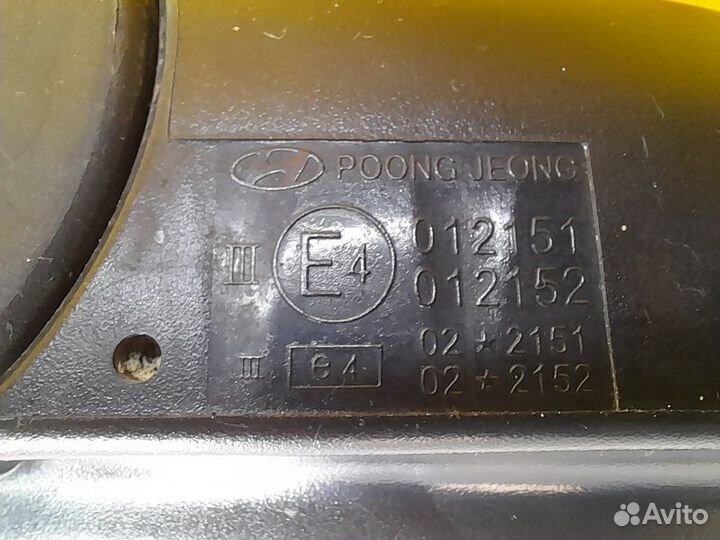 POONG JEONG
III E4 012151
012152
III e4 02 * 2151
02 * 2152
Avito